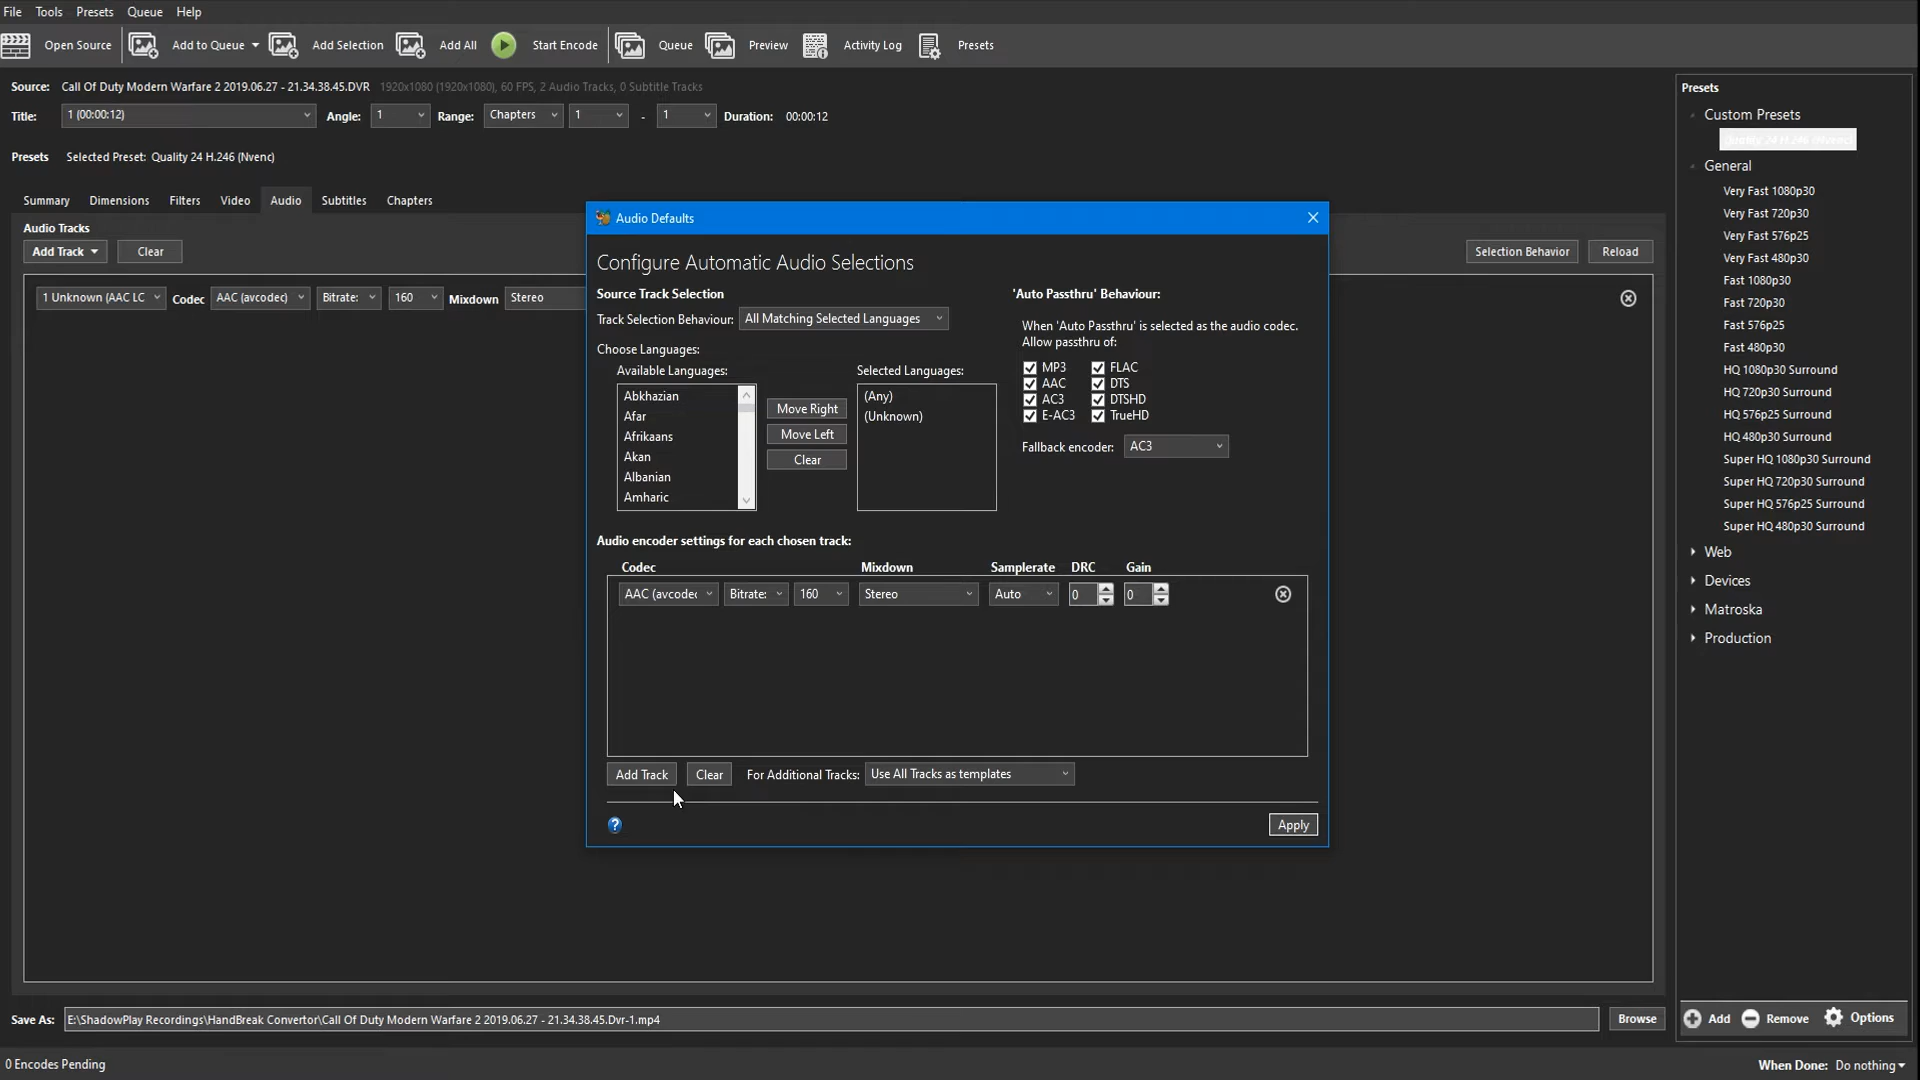 File Tools Presets Queue Help
Open Source Add to Queue Add Selection Add All Start Encode Queue Preview Activity Log Presets
Source: Call Of Duty Modern Warfare 2 2019.06.27 - 21.34.38.45.DVR 1920x1080 (1920x1080), 60 FPS, 2 Audio Tracks, 0 Subtitle Tracks
Title: 1 (00:00:12) Angle: 1 Range: Chapters 1 - 1 Duration: 00:00:12
Presets Selected Preset: Quality 24 H.246 (Nvenc)
Summary Dimensions Filters Video Audio Subtitles Chapters
Audio Tracks
Add Track Clear Selection Behavior Reload
1 Unknown (AAC LC Codec AAC (avcodec) Bitrate: 160 Mixdown Stereo
Audio Defaults
Configure Automatic Audio Selections
Source Track Selection
Track Selection Behaviour: All Matching Selected Languages
Choose Languages:
Available Languages:
Abkhazian
Afar
Afrikaans
Akan
Albanian
Amharic
Move Right
Move Left
Clear
Selected Languages:
(Any)
(Unknown)
'Auto Passthru' Behaviour:
When 'Auto Passthru' is selected as the audio codec.
Allow passthru of:
MP3 FLAC
AAC DTS
AC3 DTSHD
E-AC3 TrueHD
Fallback encoder: AC3
Audio encoder settings for each chosen track:
Codec Mixdown Samplerate DRC Gain
AAC (avcodec Bitrate: 160 Stereo Auto 0 0
Add Track Clear For Additional Tracks: Use All Tracks as templates
?
Apply
Presets
Custom Presets
Quality 24 H.246 (Nvenc)
General
Very Fast 1080p30
Very Fast 720p30
Very Fast 576p25
Very Fast 480p30
Fast 1080p30
Fast 720p30
Fast 576p25
Fast 480p30
HQ 1080p30 Surround
HQ 720p30 Surround
HQ 576p25 Surround
HQ 480p30 Surround
Super HQ 1080p30 Surround
Super HQ 720p30 Surround
Super HQ 576p25 Surround
Super HQ 480p30 Surround
Web
Devices
Matroska
Production
Add Remove Options
Save As: E:\ShadowPlay Recordings\HandBreak Convertor\Call Of Duty Modern Warfare 2 2019.06.27 - 21.34.38.45.Dvr-1.mp4 Browse
0 Encodes Pending When Done: Do nothing